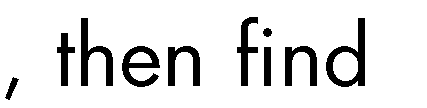 , then find